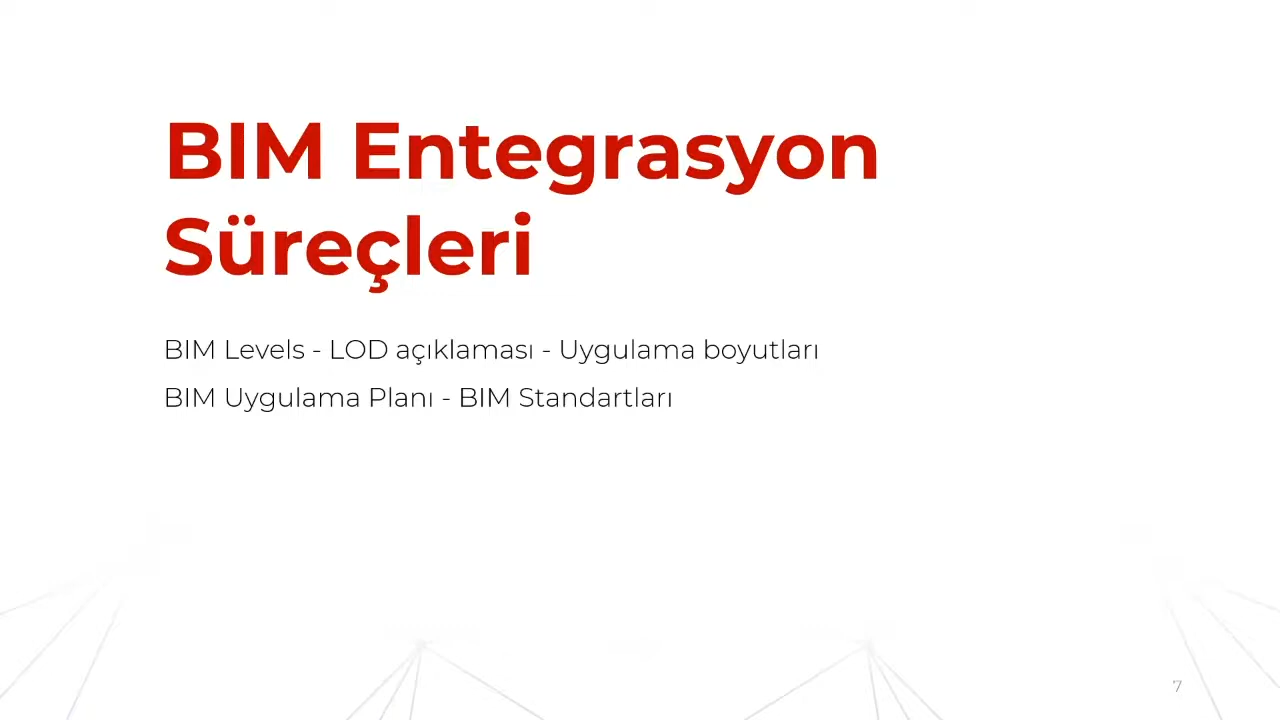 BIM Entegrasyon
Süreçleri
BIM Levels - LOD açıklaması - Uygulama boyutları
BIM Uygulama Planı - BIM Standartları
7